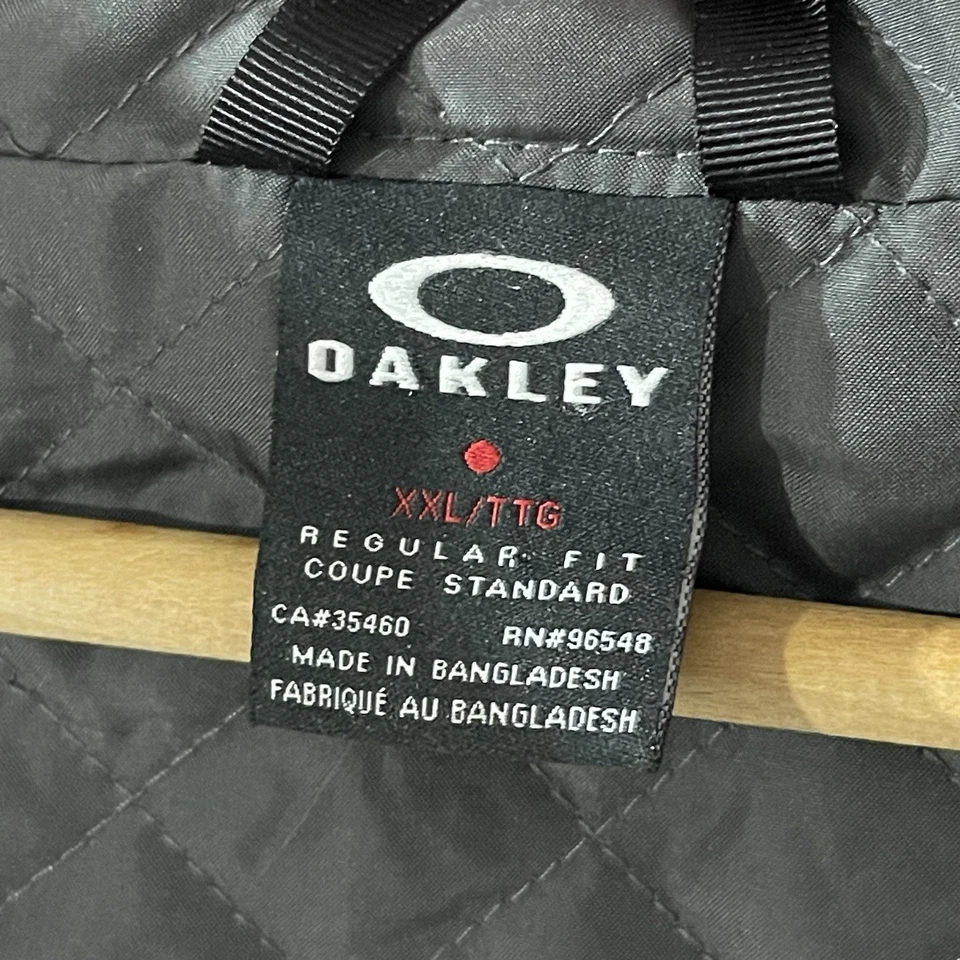 OAKLEY
XXL/TTG
REGULAR FIT
COUPE STANDARD
CA#35460 RN#96548
MADE IN BANGLADESH
FABRIQUÉ AU BANGLADESH